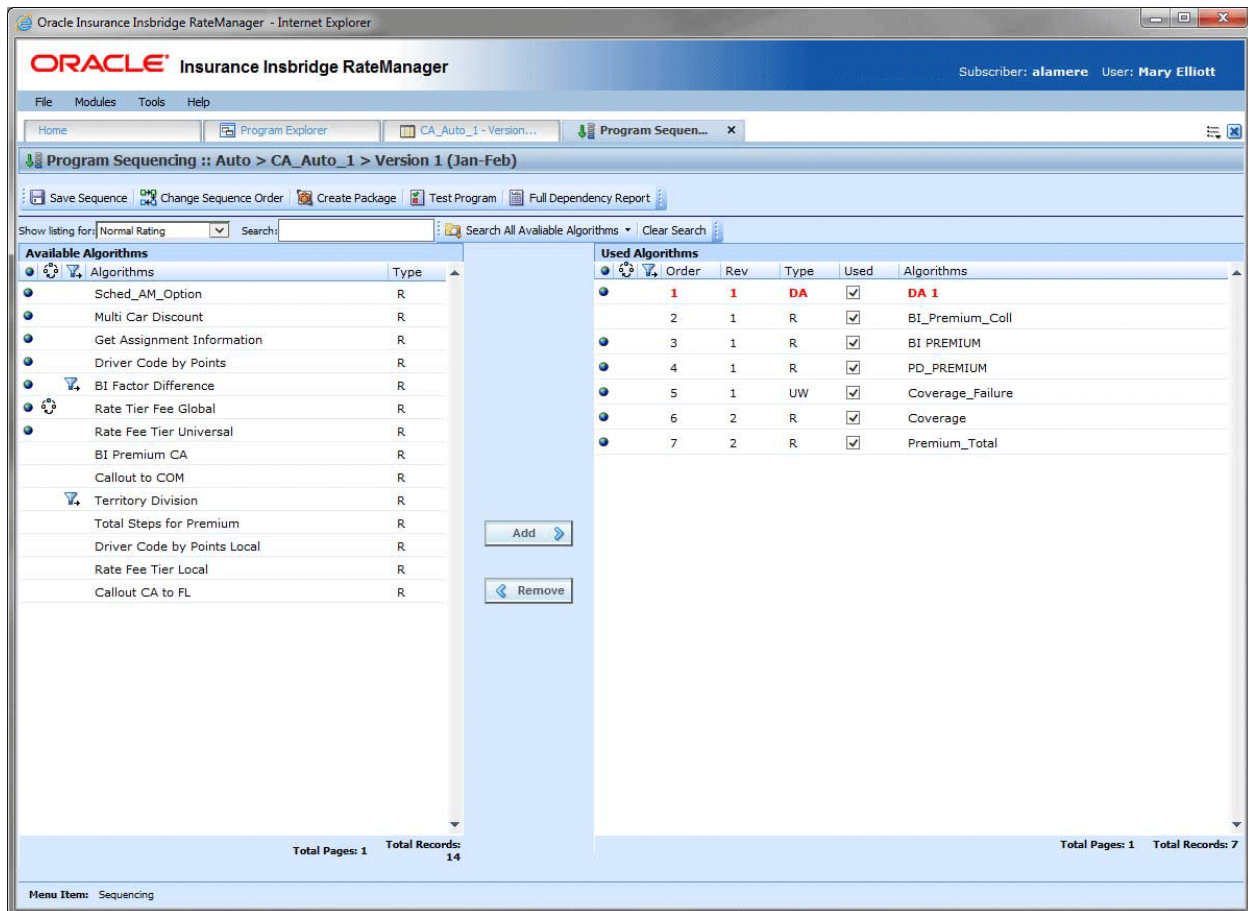 Oracle Insurance Insbridge RateManager - Internet Explorer
ORACLE Insurance Insbridge RateManager
Subscriber: alamere User: Mary Elliott
File Modules Tools Help
Home Program Explorer CA_Auto_1 - Version... Program Sequen... x
Program Sequencing :: Auto > CA_Auto_1 > Version 1 (Jan-Feb)
Save Sequence Change Sequence Order Create Package Test Program Full Dependency Report
Show listing for: Normal Rating Search: Search All Avaliable Algorithms Clear Search
Available Algorithms
Algorithms Type
Sched_AM_Option R
Multi Car Discount R
Get Assignment Information R
Driver Code by Points R
BI Factor Difference R
Rate Tier Fee Global R
Rate Fee Tier Universal R
BI Premium CA R
Callout to COM R
Territory Division R
Total Steps for Premium R
Driver Code by Points Local R
Rate Fee Tier Local R
Callout CA to FL R
Total Pages: 1 Total Records:
14
Add
Remove
Used Algorithms
Order Rev Type Used Algorithms
1 1 DA DA 1
2 1 R BI_Premium_Coll
3 1 R BI PREMIUM
4 1 R PD_PREMIUM
5 1 UW Coverage_Failure
6 2 R Coverage
7 2 R Premium_Total
Total Pages: 1 Total Records: 7
Menu Item: Sequencing